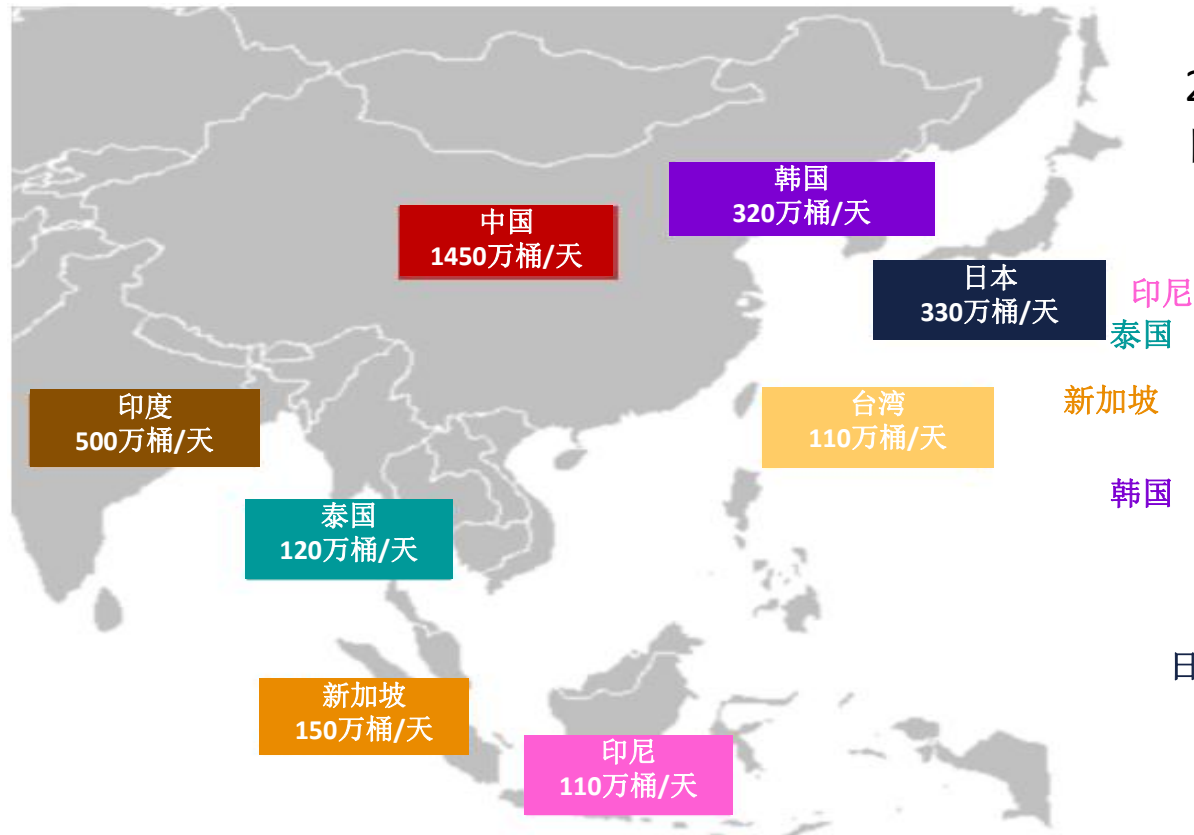 韩国
320万桶/天
中国
1450万桶/天
日本
330万桶/天
印尼
泰国
印度
500万桶/天
台湾
110万桶/天
新加坡
泰国
120万桶/天
韩国
新加坡
150万桶/天
日
印尼
110万桶/天